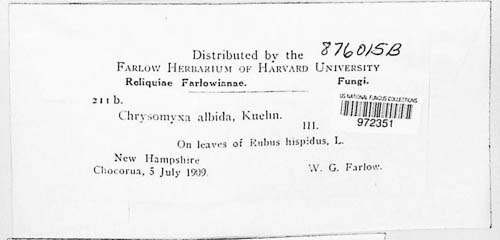 Distributed by the 876015B
FARLOW HERBARIUM OF HARVARD UNIVERSITY
Reliquiae Farlowianae. Fungi.
US NATIONAL FUNGUS COLLECTIONS
211 b.
972351
Chrysomyxa albida, Kuehn.
III.
On leaves of Rubus hispidus, L.
New Hampshire
Chocorua, 5 July 1909. W. G. Farlow.